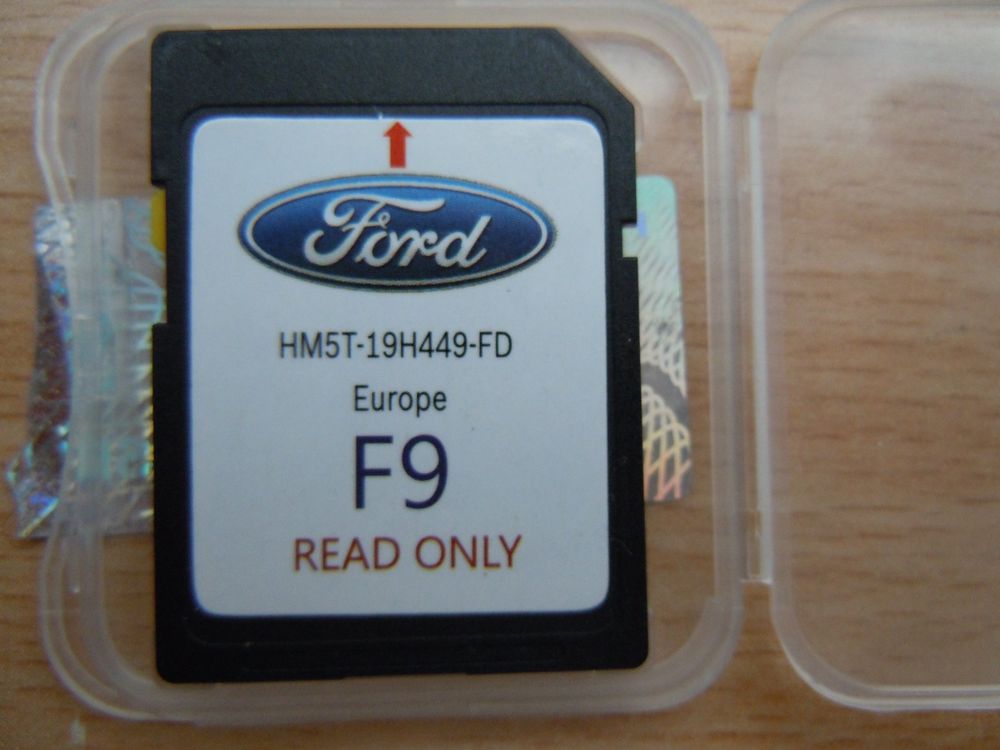 Ford
HM5T-19H449-FD
Europe
F9
READ ONLY